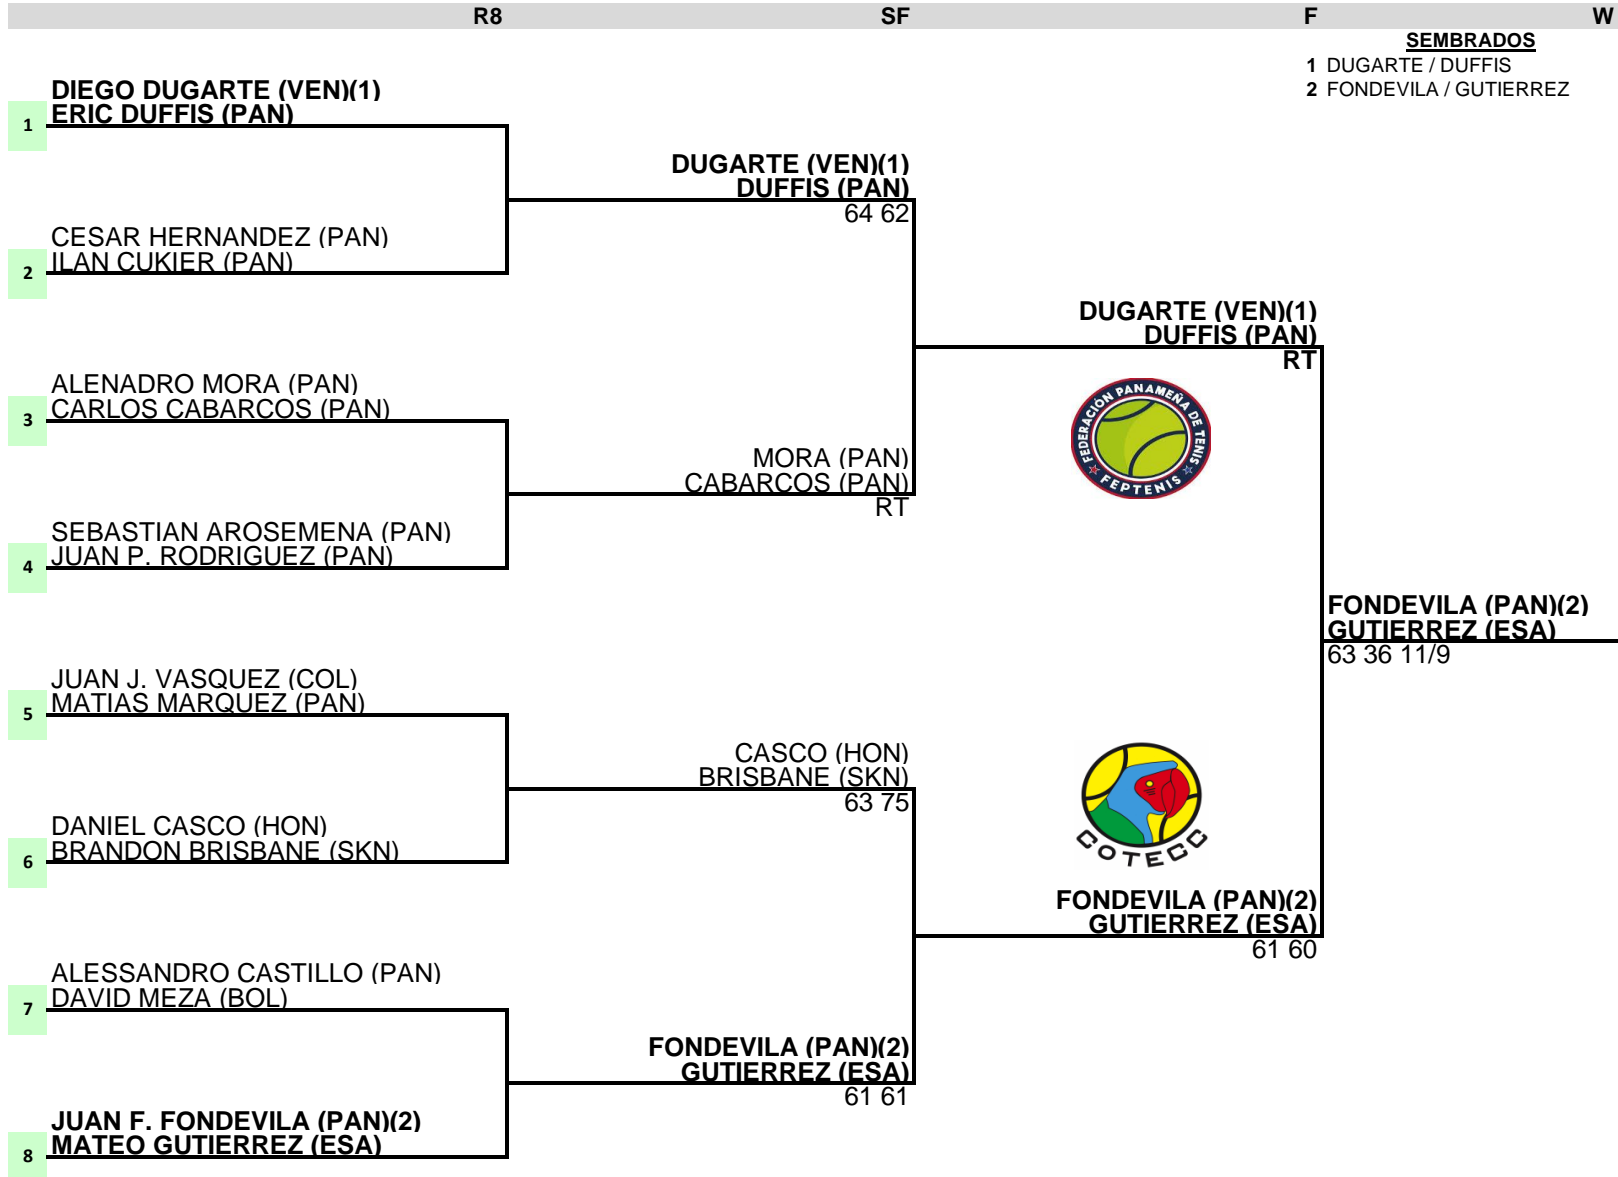 R8 SF F W
SEMBRADOS
1 DUGARTE / DUFFIS
2 FONDEVILA / GUTIERREZ
DIEGO DUGARTE (VEN)(1)
1 ERIC DUFFIS (PAN)
DUGARTE (VEN)(1)
DUFFIS (PAN)
64 62
CESAR HERNANDEZ (PAN)
2 ILAN CUKIER (PAN)
DUGARTE (VEN)(1)
DUFFIS (PAN)
RT
ALENADRO MORA (PAN)
3 CARLOS CABARCOS (PAN)
FEDERACIÓN PANAMEÑA DE TENIS
FEPTENIS
MORA (PAN)
CABARCOS (PAN)
RT
SEBASTIAN AROSEMENA (PAN)
4 JUAN P. RODRIGUEZ (PAN)
FONDEVILA (PAN)(2)
GUTIERREZ (ESA)
63 36 11/9
JUAN J. VASQUEZ (COL)
5 MATIAS MARQUEZ (PAN)
CASCO (HON)
BRISBANE (SKN)
63 75
DANIEL CASCO (HON)
6 BRANDON BRISBANE (SKN)
COTECC
FONDEVILA (PAN)(2)
GUTIERREZ (ESA)
61 60
ALESSANDRO CASTILLO (PAN)
7 DAVID MEZA (BOL)
FONDEVILA (PAN)(2)
GUTIERREZ (ESA)
61 61
JUAN F. FONDEVILA (PAN)(2)
8 MATEO GUTIERREZ (ESA)